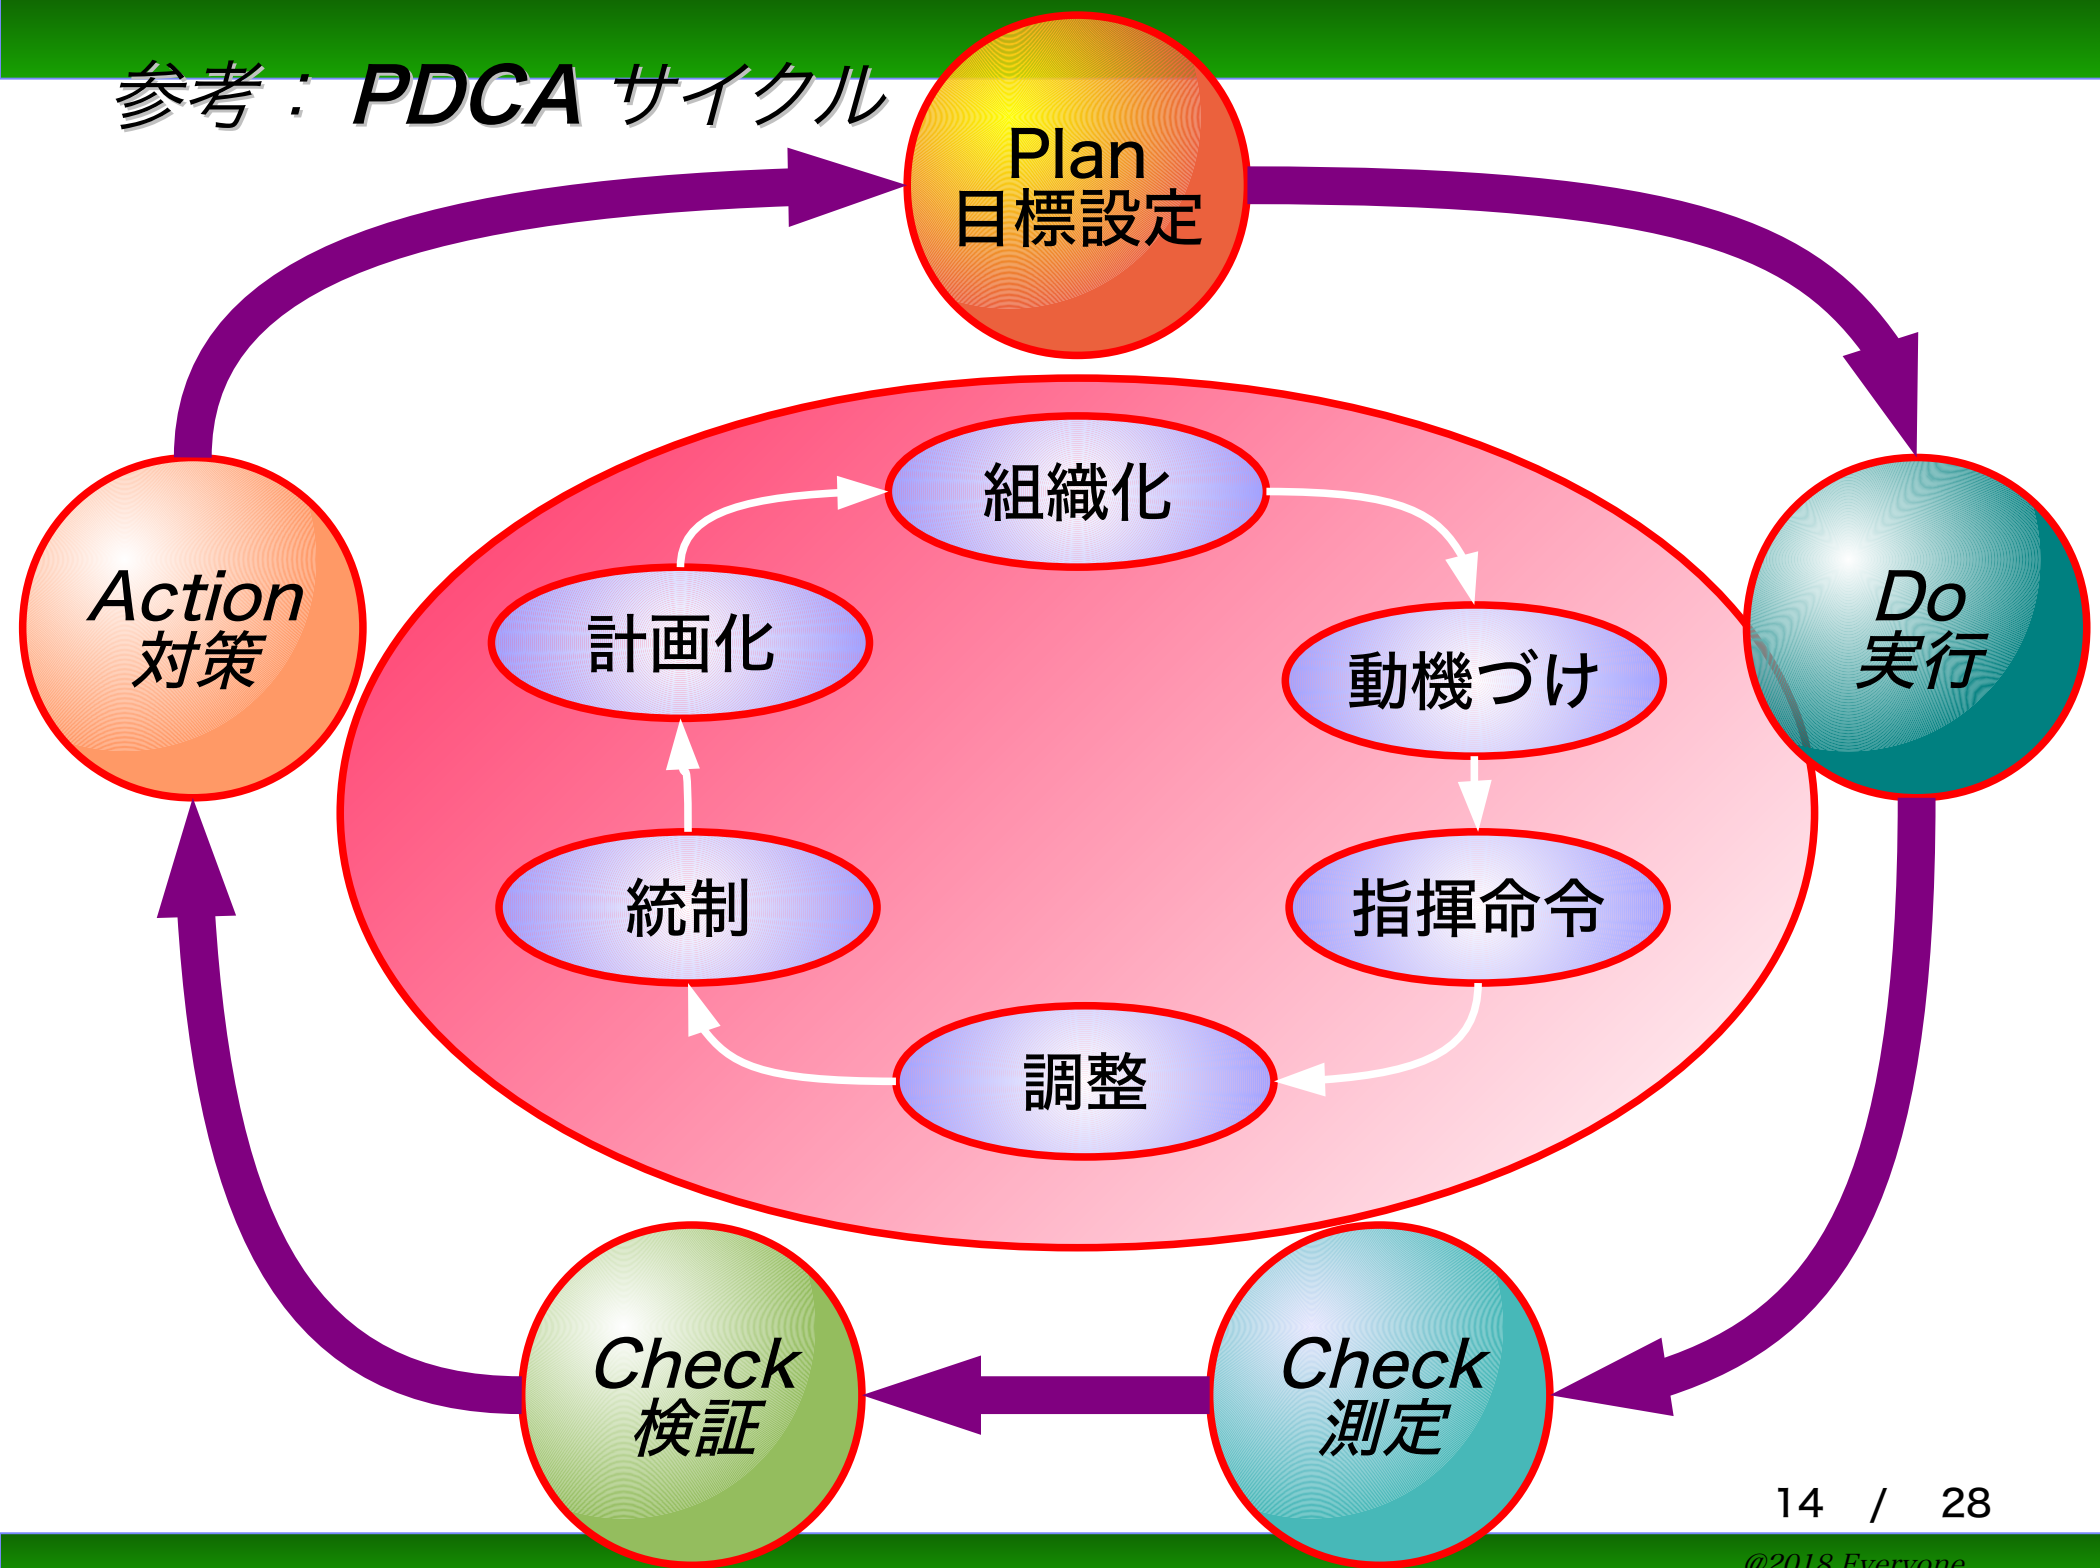 参考： PDCA サイクル
Plan
目標設定
Action
対策
Do
実行
組織化
計画化
動機づけ
統制
指揮命令
調整
Check
検証
Check
測定
14 / 28
@2018 Everyone